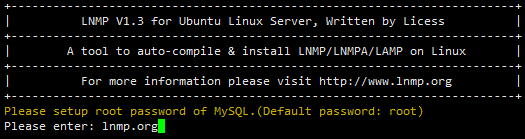 +------------------------------------------------------------------------+
| LNMP V1.3 for Ubuntu Linux Server, Written by Licess |
+------------------------------------------------------------------------+
| A tool to auto-compile & install LNMP/LNMPA/LAMP on Linux |
+------------------------------------------------------------------------+
| For more information please visit http://www.lnmp.org |
+------------------------------------------------------------------------+
Please setup root password of MySQL.(Default password: root)
Please enter: lnmp.org